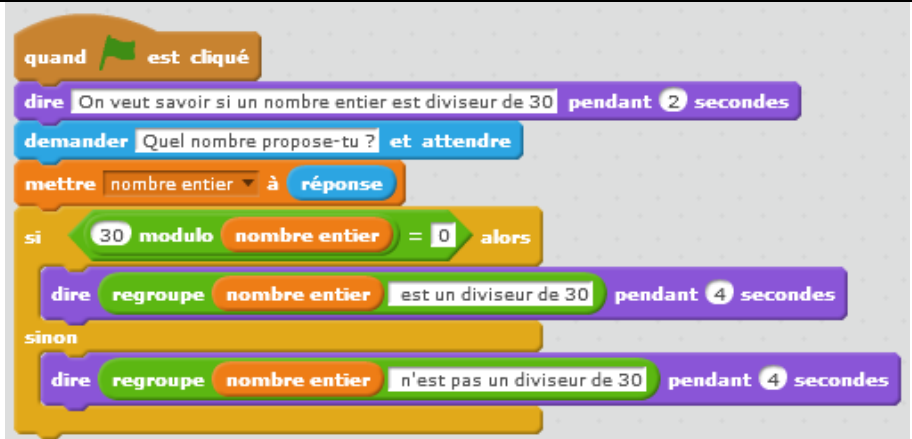 quand est cliqué
dire On veut savoir si un nombre entier est diviseur de 30 pendant 2 secondes
demander Quel nombre propose-tu ? et attendre
mettre nombre entier à réponse
si 30 modulo nombre entier = 0 alors
dire regroupe nombre entier est un diviseur de 30 pendant 4 secondes
sinon
dire regroupe nombre entier n'est pas un diviseur de 30 pendant 4 secondes